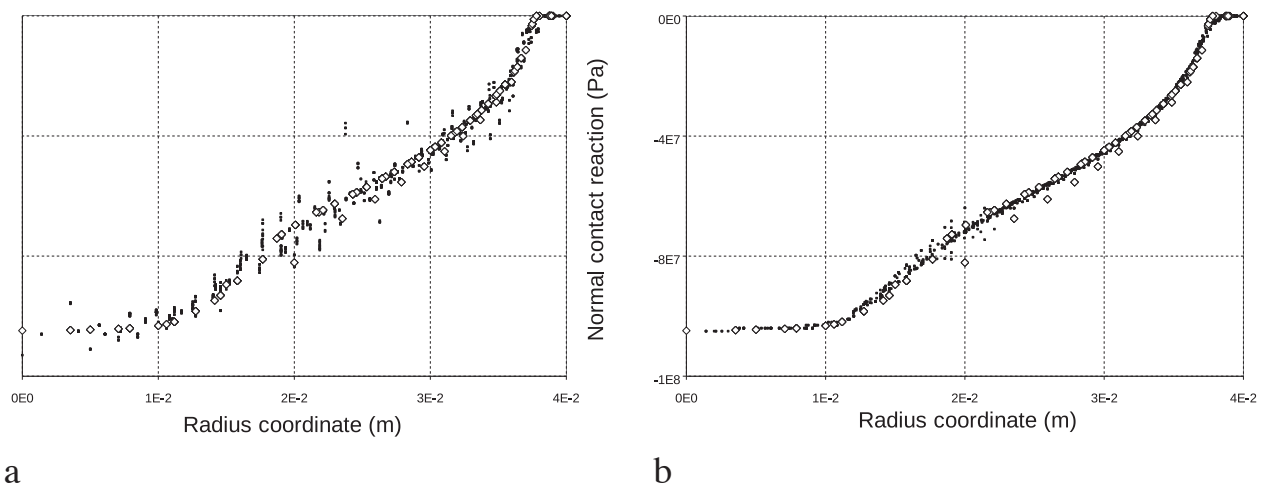 0E0
-4E7
-8E7
-1E8
Normal contact reaction (Pa)
0E0 1E-2 2E-2 3E-2 4E-2
0E0 1E-2 2E-2 3E-2 4E-2
Radius coordinate (m)
Radius coordinate (m)
a
b